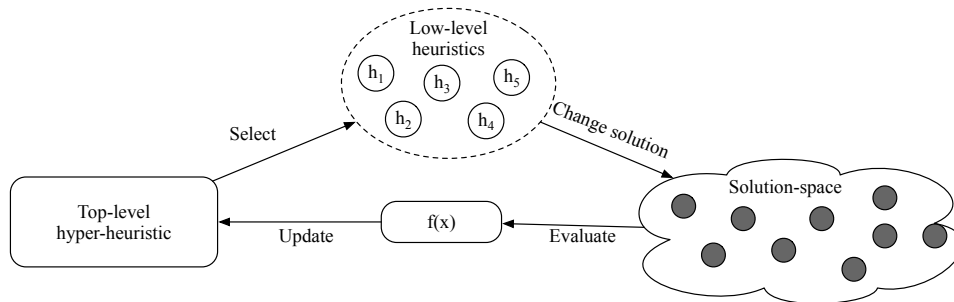 Low-level
heuristics
h₁
h₃
h₅
h₂
h₄
Select
Change solution
Top-level
hyper-heuristic
Update
f(x)
Evaluate
Solution-space